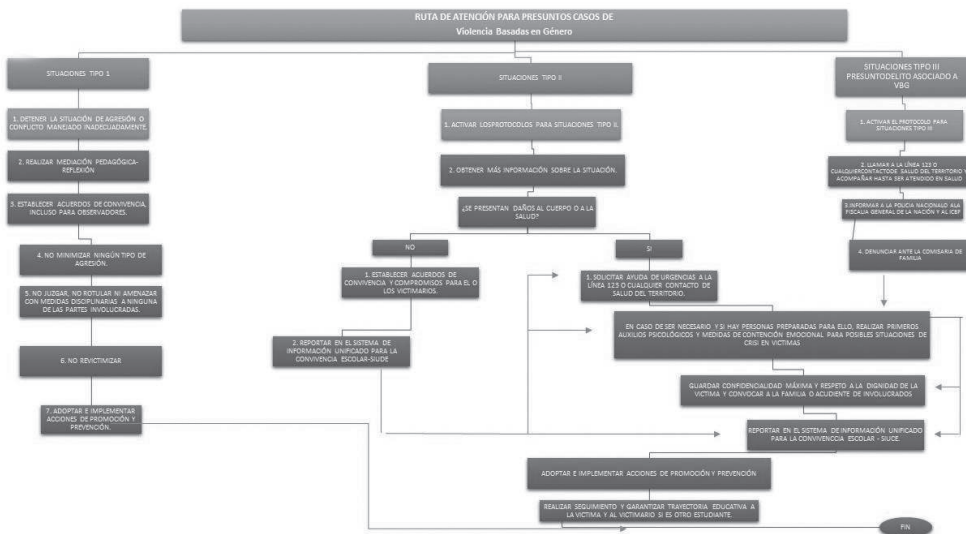 RUTA DE ATENCIÓN PARA PRESUNTOS CASOS DE
Violencia Basadas en Género
SITUACIONES TIPO 1
1. DETENER LA SITUACIÓN DE AGRESIÓN O
CONFLICTO MANEJADO INADECUADAMENTE.
2. REALIZAR MEDIACIÓN PEDAGÓGICA-
REFLEXIÓN
3. ESTABLECER ACUERDOS DE CONVIVENCIA,
INCLUSO PARA OBSERVADORES.
4. NO MINIMIZAR NINGÚN TIPO DE
AGRESIÓN.
5. NO JUZGAR, NO ROTULAR NI AMENAZAR
CON MEDIDAS DISCIPLINARIAS A NINGUNA
DE LAS PARTES INVOLUCRADAS.
6. NO REVICTIMIZAR
7. ADOPTAR E IMPLEMENTAR
ACCIONES DE PROMOCIÓN Y
PREVENCIÓN.
SITUACIONES TIPO II
1. ACTIVAR LOSPROTOCOLOS PARA SITUACIONES TIPO II.
2. OBTENER MÁS INFORMACIÓN SOBRE LA SITUACIÓN.
¿SE PRESENTAN DAÑOS AL CUERPO O A LA
SALUD?
NO
1. ESTABLECER ACUERDOS DE
CONVIVENCIA Y COMPROMISOS PARA EL O
LOS VICTIMARIOS.
2. REPORTAR EN EL SISTEMA DE
INFORMACIÓN UNIFICADO PARA LA
CONVIVENCIA ESCOLAR-SIUDE
SI
1. SOLICITAR AYUDA DE URGENCIAS A LA
LÍNEA 123 O CUALQUIER CONTACTO DE
SALUD DEL TERRITORIO.
EN CASO DE SER NECESARIO Y SI HAY PERSONAS PREPARADAS PARA ELLO, REALIZAR PRIMEROS
AUXILIOS PSICOLÓGICOS Y MEDIDAS DE CONTENCIÓN EMOCIONAL PARA POSIBLES SITUACIONES DE
CRISI EN VICTIMAS
GUARDAR CONFIDENCIALIDAD MÁXIMA Y RESPETO A LA DIGNIDAD DE LA
VICTIMA Y CONVOCAR A LA FAMILIA O ACUDIENTE DE INVOLUCRADOS
REPORTAR EN EL SISTEMA DE INFORMACIÓN UNIFICADO
PARA LA CONVIVENCCIA ESCOLAR - SIUCE.
ADOPTAR E IMPLEMENTAR ACCIONES DE PROMOCIÓN Y PREVENCIÓN
REALIZAR SEGUIMIENTO Y GARANTIZAR TRAYECTORIA EDUCATIVA A
LA VICTIMA Y AL VICTIMARIO SI ES OTRO ESTUDIANTE.
SITUACIONES TIPO III
PRESUNTODELITO ASOCIADO A
VBG
1. ACTIVAR EL PROTOCOLO PARA
SITUACIONES TIPO III
2. LLAMAR A LA LÍNEA 123 O
CUALQUIERCONTACTODE SALUD DEL TERRITORIO Y
ACOMPAÑAR HASTA SER ATENDIDO EN SALUD
3.INFORMAR A LA POLICIA NACIONALO ALA
FISCALIA GENERAL DE LA NACIÓN Y AL ICBF
4. DENUNCIAR ANTE LA COMISARIA DE
FAMILIA
FIN